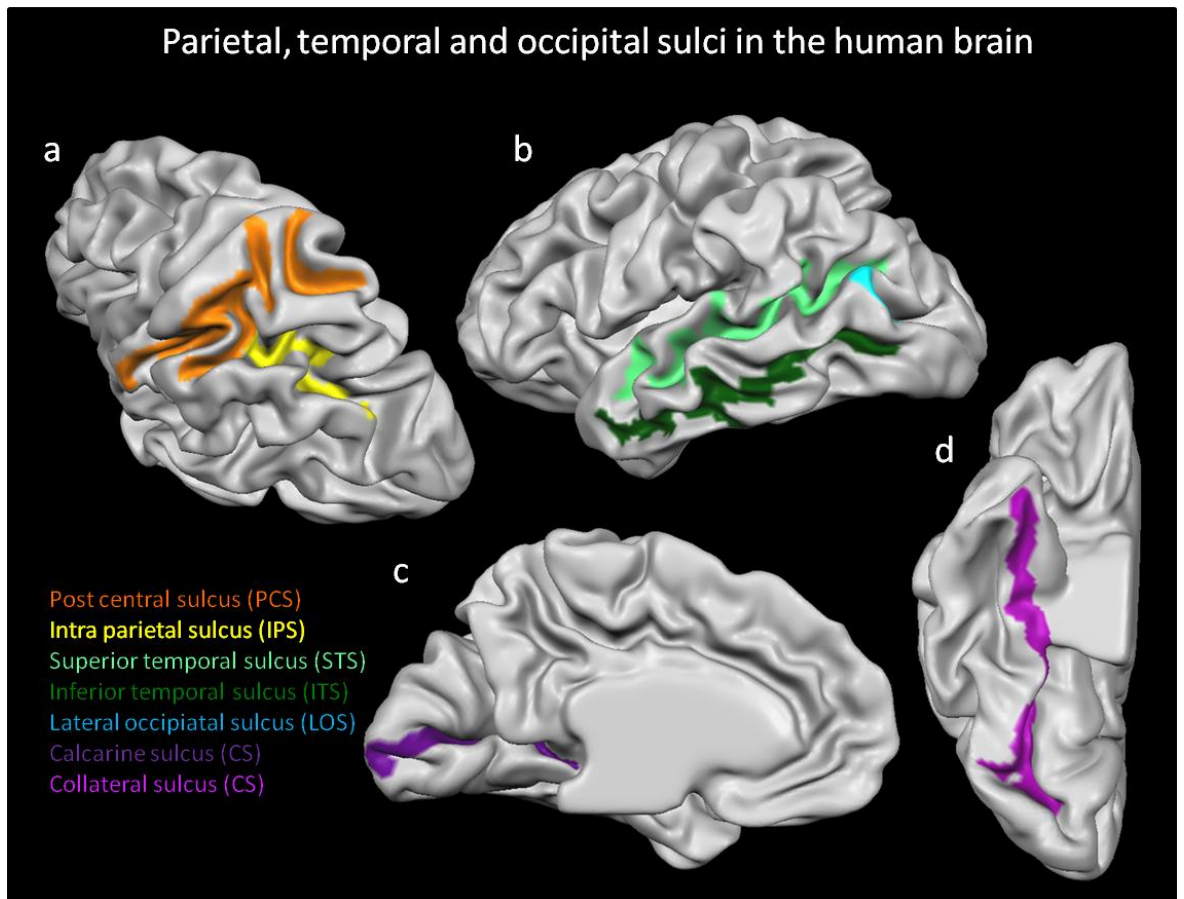 Parietal, temporal and occipital sulci in the human brain
a
b
c
d
Post central sulcus (PCS)
Intra parietal sulcus (IPS)
Superior temporal sulcus (STS)
Inferior temporal sulcus (ITS)
Lateral occipiatal sulcus (LOS)
Calcarine sulcus (CS)
Collateral sulcus (CS)